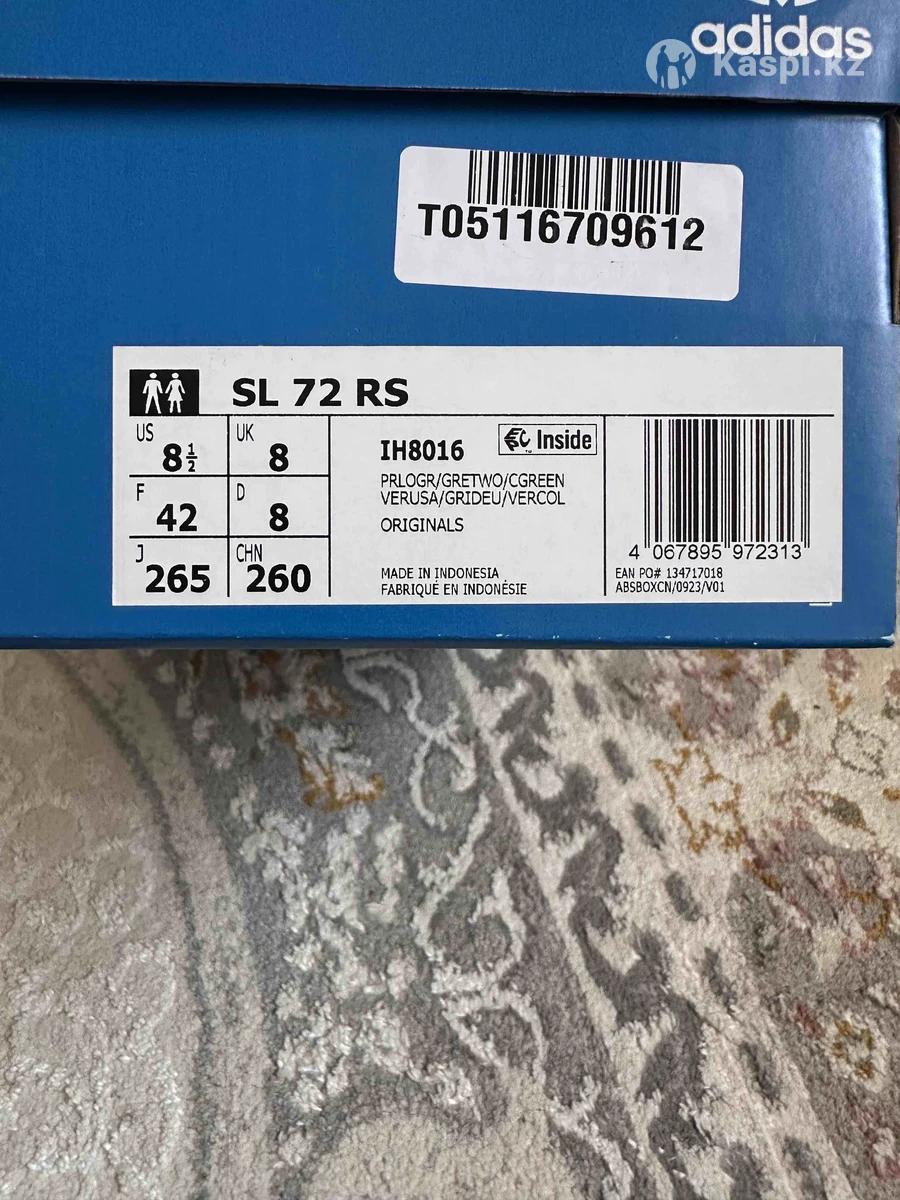 adidas
Kaspi.kz
T05116709612
SL 72 RS
US 8 1/2
UK 8
F 42
D 8
J 265
CHN 260
IH8016
Inside
PRLOGR/GRETWO/CGREEN
VERUSA/GRIDEU/VERCOL
ORIGINALS
MADE IN INDONESIA
FABRIQUÉ EN INDONÉSIE
4 067895 972313
EAN PO# 134717018
ABSBOXCN/0923/V01